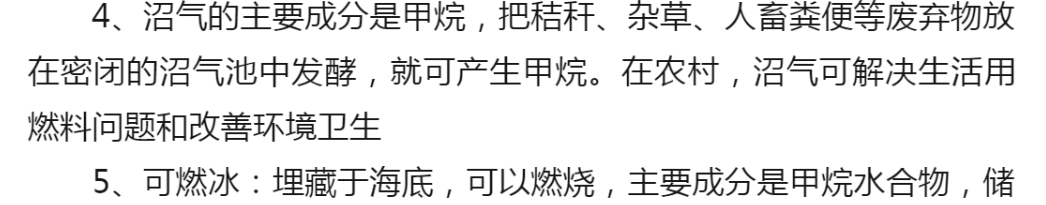 4、沼气的主要成分是甲烷，把秸秆、杂草、人畜粪便等废弃物放
在密闭的沼气池中发酵，就可产生甲烷。在农村，沼气可解决生活用
燃料问题和改善环境卫生
5、可燃冰：埋藏于海底，可以燃烧，主要成分是甲烷水合物，储